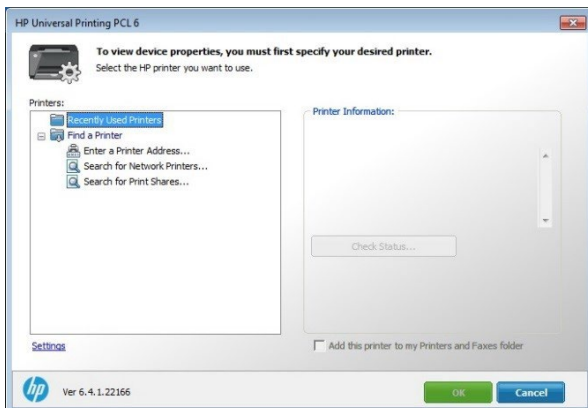 HP Universal Printing PCL 6
To view device properties, you must first specify your desired printer.
Select the HP printer you want to use.
Printers:
Recently Used Printers
Find a Printer
Enter a Printer Address...
Search for Network Printers...
Search for Print Shares...
Printer Information:
Check Status...
Settings
Add this printer to my Printers and Faxes folder
hp
Ver 6.4.1.22166
OK
Cancel